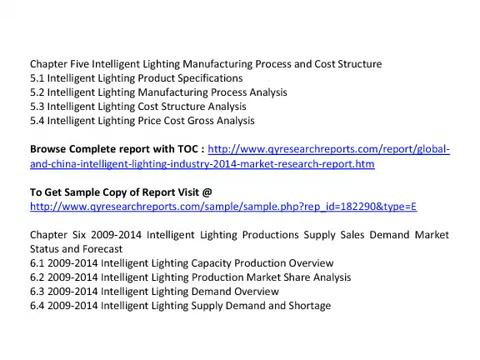 Chapter Five Intelligent Lighting Manufacturing Process and Cost Structure
5.1 Intelligent Lighting Product Specifications
5.2 Intelligent Lighting Manufacturing Process Analysis
5.3 Intelligent Lighting Cost Structure Analysis
5.4 Intelligent Lighting Price Cost Gross Analysis
Browse Complete report with TOC : http://www.qyresearchreports.com/report/global-
and-china-intelligent-lighting-industry-2014-market-research-report.htm
To Get Sample Copy of Report Visit @
http://www.qyresearchreports.com/sample/sample.php?rep_id=182290&type=E
Chapter Six 2009-2014 Intelligent Lighting Productions Supply Sales Demand Market
Status and Forecast
6.1 2009-2014 Intelligent Lighting Capacity Production Overview
6.2 2009-2014 Intelligent Lighting Production Market Share Analysis
6.3 2009-2014 Intelligent Lighting Demand Overview
6.4 2009-2014 Intelligent Lighting Supply Demand and Shortage